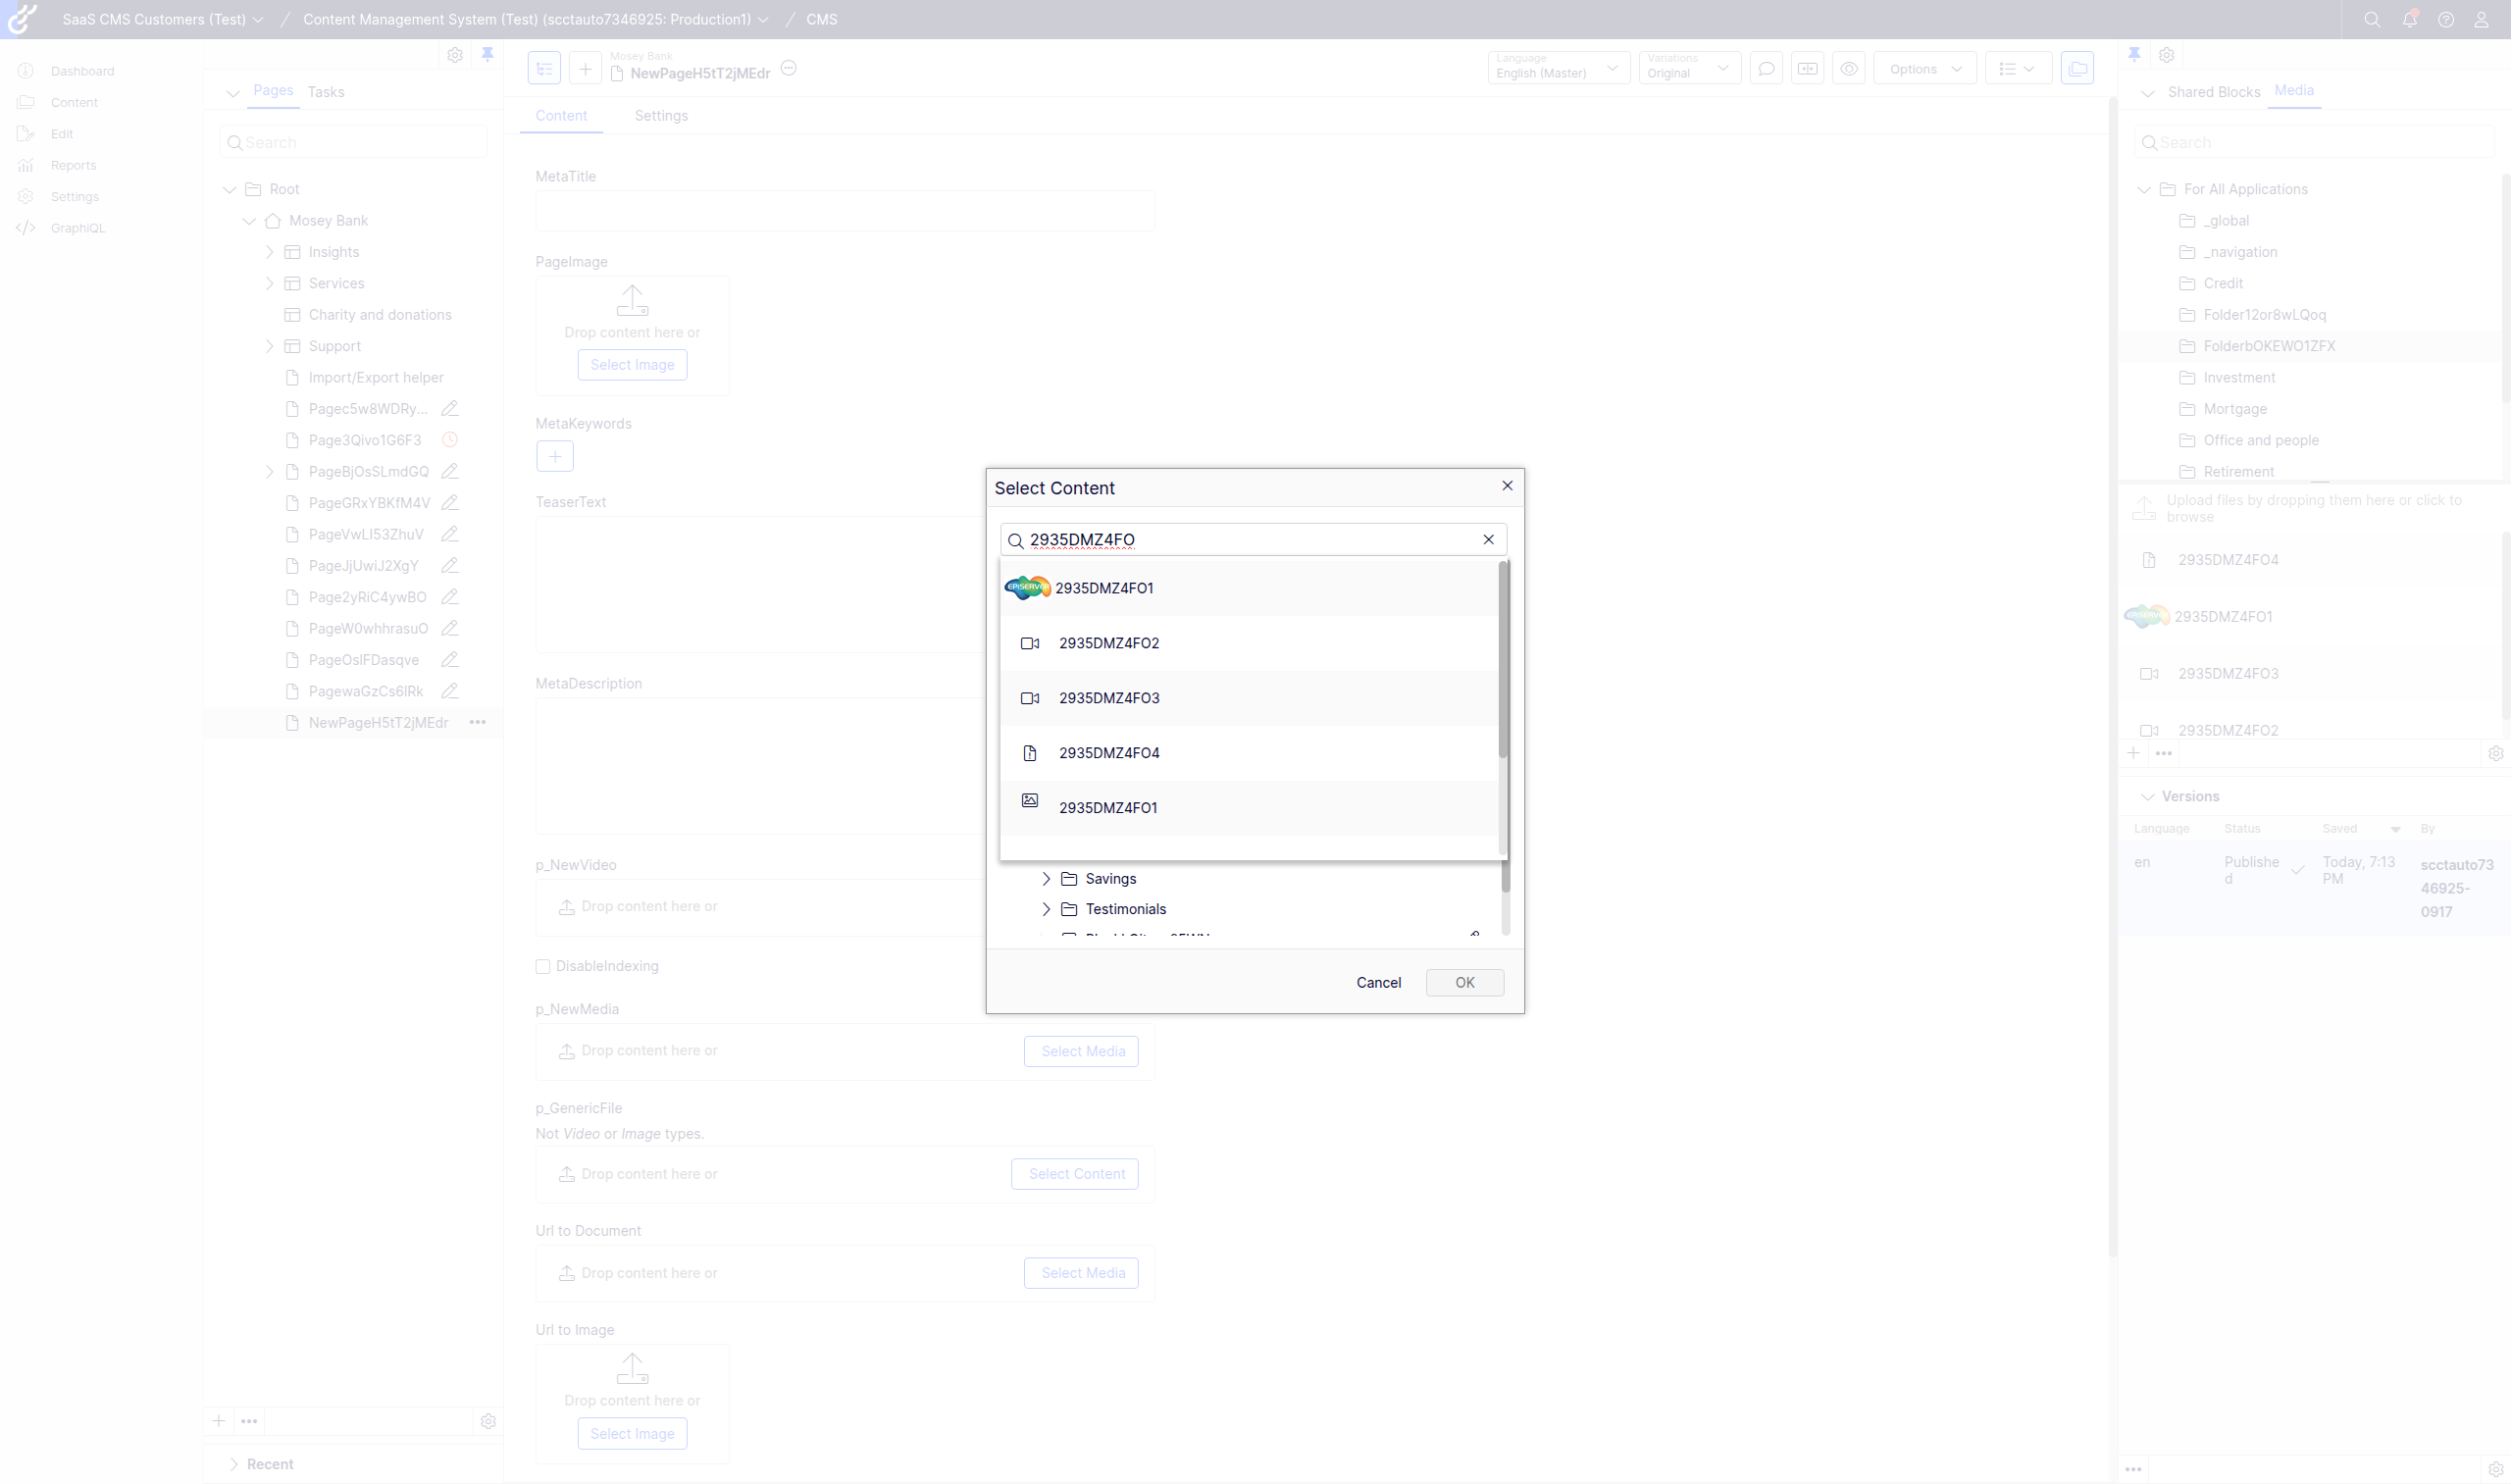 SaaS CMS Customers (Test) / Content Management System (Test) (scctauto7346925: Production1) / CMS
Dashboard
Content
Edit
Reports
Settings
GraphiQL
Pages Tasks
Search
Root
Mosey Bank
Insights
Services
Charity and donations
Support
Import/Export helper
Pagec5w8WDRy...
Page3Qivo1G6F3
PageBjOsSLmdGQ
PageGRxYBKfM4V
PageVwLI53ZhuV
PageJjUwiJ2XgY
Page2yRiC4ywBO
PageW0whhrasuO
PageOsIFDasqve
PagewaGzCs6lRk
NewPageH5tT2jMEdr
Recent
Mosey Bank
NewPageH5tT2jMEdr
Language
English (Master)
Variations
Original
Options
Content Settings
MetaTitle
PageImage
Drop content here or
Select Image
MetaKeywords
TeaserText
MetaDescription
p_NewVideo
Drop content here or
DisableIndexing
p_NewMedia
Drop content here or
Select Media
p_GenericFile
Not Video or Image types.
Drop content here or
Select Content
Url to Document
Drop content here or
Select Media
Url to Image
Drop content here or
Select Image
Select Content
2935DMZ4FO
EPISERVER
2935DMZ4FO1
2935DMZ4FO2
2935DMZ4FO3
2935DMZ4FO4
2935DMZ4FO1
Savings
Testimonials
Cancel OK
Shared Blocks Media
Search
For All Applications
_global
_navigation
Credit
Folder12or8wLQoq
FolderbOKEWO1ZFX
Investment
Mortgage
Office and people
Retirement
Upload files by dropping them here or click to
browse
2935DMZ4FO4
EPISERVER
2935DMZ4FO1
2935DMZ4FO3
2935DMZ4FO2
Versions
Language Status Saved By
en Publishe Today, 7:13 scctauto73
d PM 46925-
0917